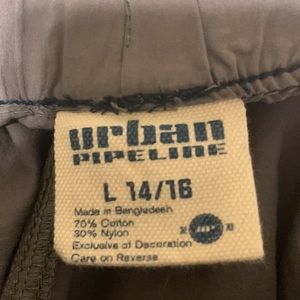 urban
PIPELINE
L 14/16
Made in Bangladesh
70% Cotton
30% Nylon
Exclusive of Decoration
Care on Reverse